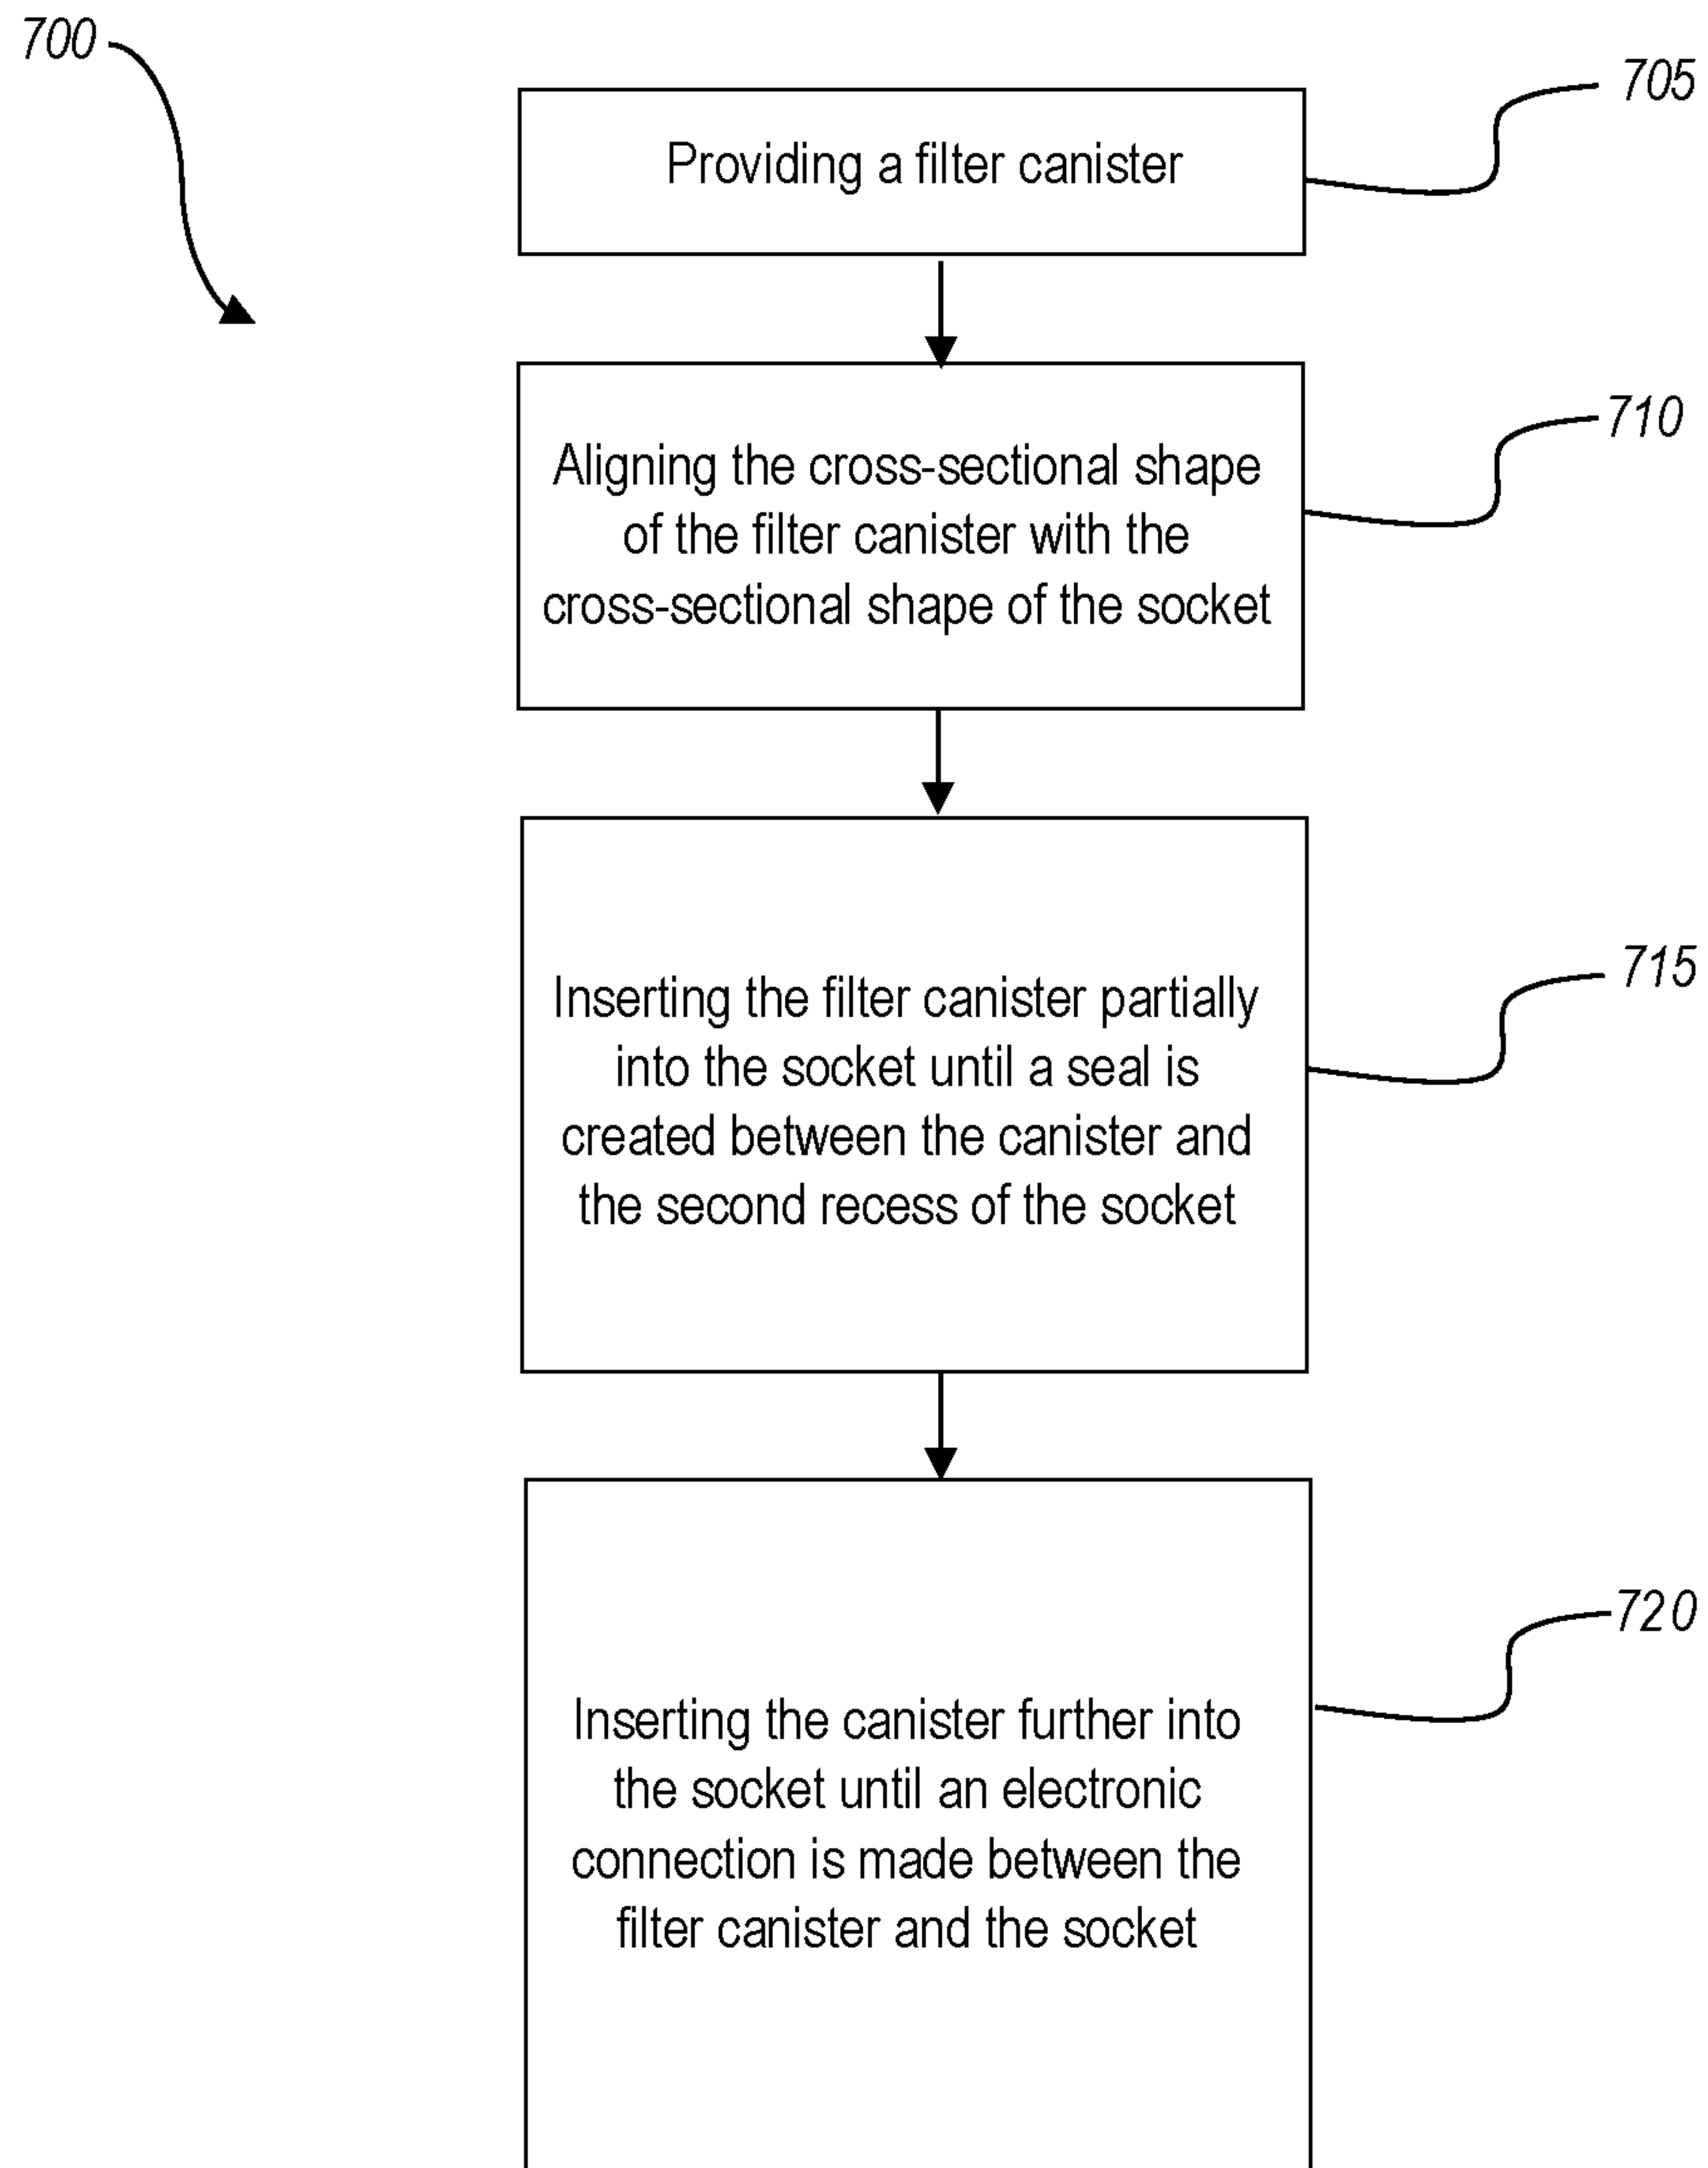 700
705
Providing a filter canister
710
Aligning the cross-sectional shape
of the filter canister with the
cross-sectional shape of the socket
715
Inserting the filter canister partially
into the socket until a seal is
created between the canister and
the second recess of the socket
720
Inserting the canister further into
the socket until an electronic
connection is made between the
filter canister and the socket